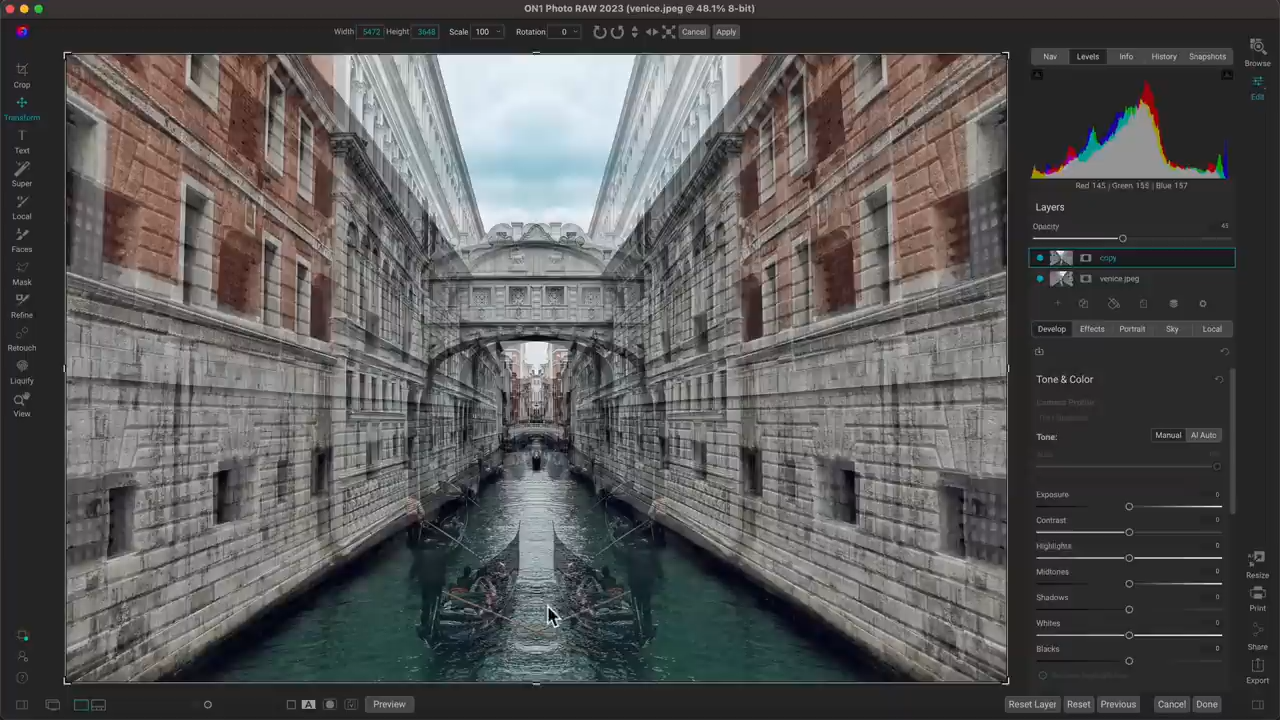 ON1 Photo RAW 2023 (venice.jpeg @ 48.1% 8-bit)
Width 5472 Height 3648 Scale 100 Rotation 0 Cancel Apply
Crop
Transform
Text
Super
Local
Faces
Mask
Refine
Retouch
Liquify
View
Nav Levels Info History Snapshots
Browse
Edit
Red 145 | Green 156 | Blue 157
Layers
Opacity 45
copy
venice.jpeg
Develop Effects Portrait Sky Local
Tone & Color
Tone: Manual AI Auto
Exposure 0
Contrast 0
Highlights 0
Midtones 0
Shadows 0
Whites 0
Blacks 0
Resize
Print
Share
Export
A Preview
Reset Layer Reset Previous Cancel Done